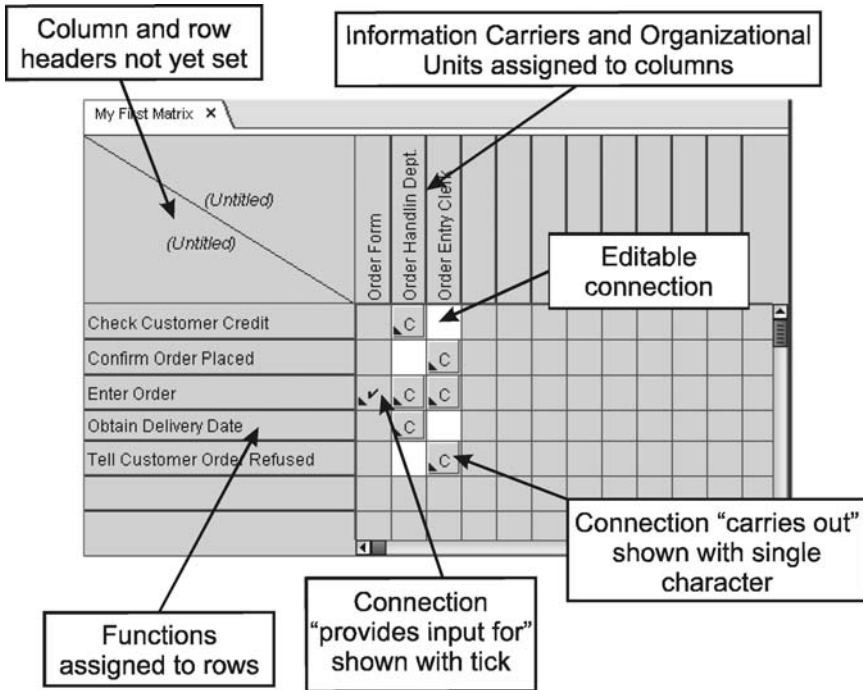 Column and row
headers not yet set
Information Carriers and Organizational
Units assigned to columns
My First Matrix ×
(Untitled)
(Untitled)
Order Form
Order Handlin Dept.
Order Entry Clerk
Editable
connection
Check Customer Credit
C
Confirm Order Placed
C
Enter Order
✓
C
C
Obtain Delivery Date
C
Tell Customer Order Refused
C
Connection "carries out"
shown with single
character
Connection
"provides input for"
shown with tick
Functions
assigned to rows